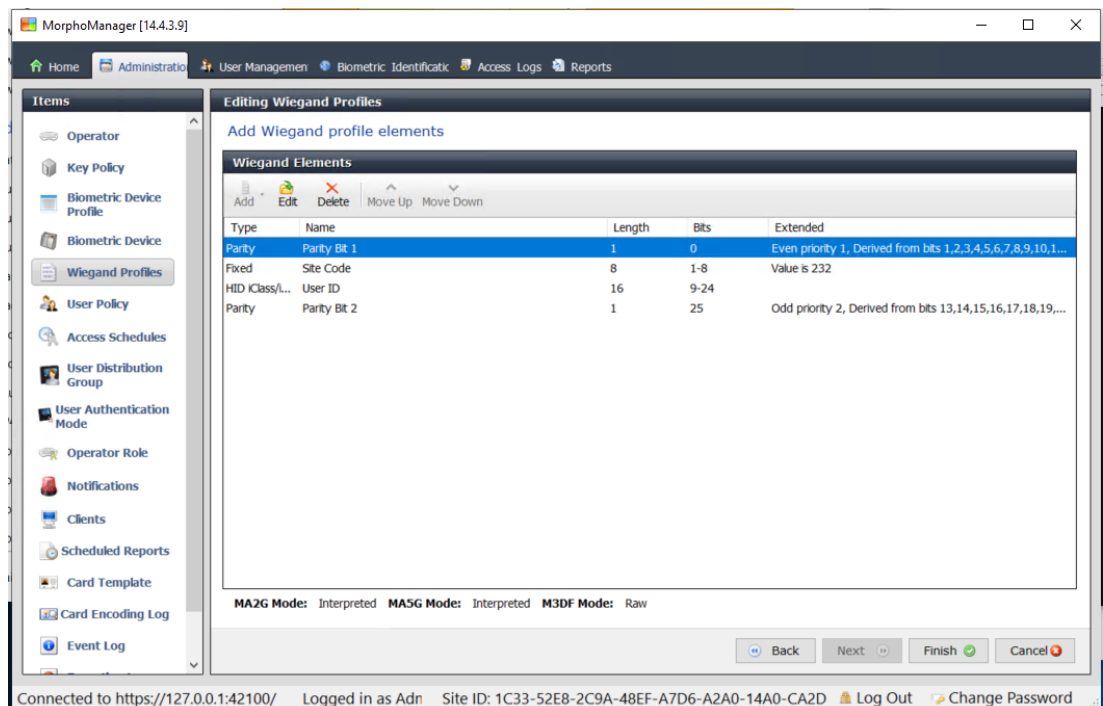 MorphoManager [14.4.3.9]
Home Administratio User Managemen Biometric Identificatic Access Logs Reports
Items
Operator
Key Policy
Biometric Device
Profile
Biometric Device
Wiegand Profiles
User Policy
Access Schedules
User Distribution
Group
User Authentication
Mode
Operator Role
Notifications
Clients
Scheduled Reports
Card Template
Card Encoding Log
Event Log
Editing Wiegand Profiles
Add Wiegand profile elements
Wiegand Elements
Add Edit Delete Move Up Move Down
Type Name Length Bits Extended
Parity Parity Bit 1 1 0 Even priority 1, Derived from bits 1,2,3,4,5,6,7,8,9,10,1...
Fixed Site Code 8 1-8 Value is 232
HID iClass/i... User ID 16 9-24
Parity Parity Bit 2 1 25 Odd priority 2, Derived from bits 13,14,15,16,17,18,19,...
MA2G Mode: Interpreted MA5G Mode: Interpreted M3DF Mode: Raw
Back Next Finish Cancel
Connected to https://127.0.0.1:42100/ Logged in as Adn Site ID: 1C33-52E8-2C9A-48EF-A7D6-A2A0-14A0-CA2D Log Out Change Password